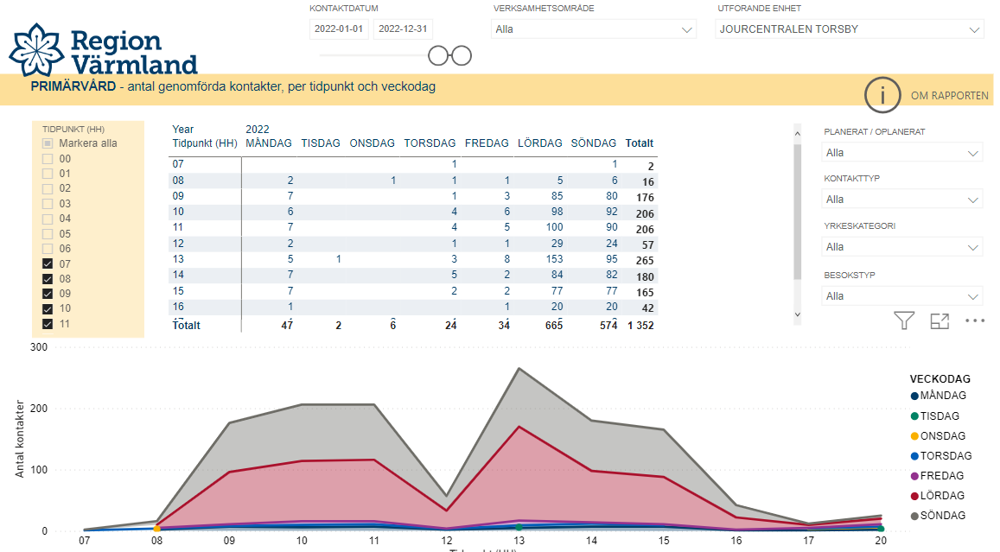 KONTAKTDATUM
VERKSAMHETSOMRÅDE
UTFORANDE ENHET
2022-01-01 2022-12-31
Alla
JOURCENTRALEN TORSBY
Region
Värmland
PRIMÄRVÅRD - antal genomförda kontakter, per tidpunkt och veckodag
i OM RAPPORTEN
TIDPUNKT (HH)
Markera alla
00
01
02
03
04
05
06
07
08
09
10
11
Year 2022
Tidpunkt (HH) MÅNDAG TISDAG ONSDAG TORSDAG FREDAG LÖRDAG SÖNDAG Totalt
07 1 1 2
08 2 1 1 1 5 6 16
09 7 1 3 85 80 176
10 6 4 6 98 92 206
11 7 4 5 100 90 206
12 2 1 1 29 24 57
13 5 1 3 8 153 95 265
14 7 5 2 84 82 180
15 7 2 2 77 77 165
16 1 1 20 20 42
Totalt 47 2 6 24 34 665 574 1 352
PLANERAT / OPLANERAT
Alla
KONTAKTTYP
Alla
YRKESKATEGORI
Alla
BESOKSTYP
Alla
300
200
100
0
Antal kontakter
07 08 09 10 11 12 13 14 15 16 17 20
VECKODAG
MÅNDAG
TISDAG
ONSDAG
TORSDAG
FREDAG
LÖRDAG
SÖNDAG